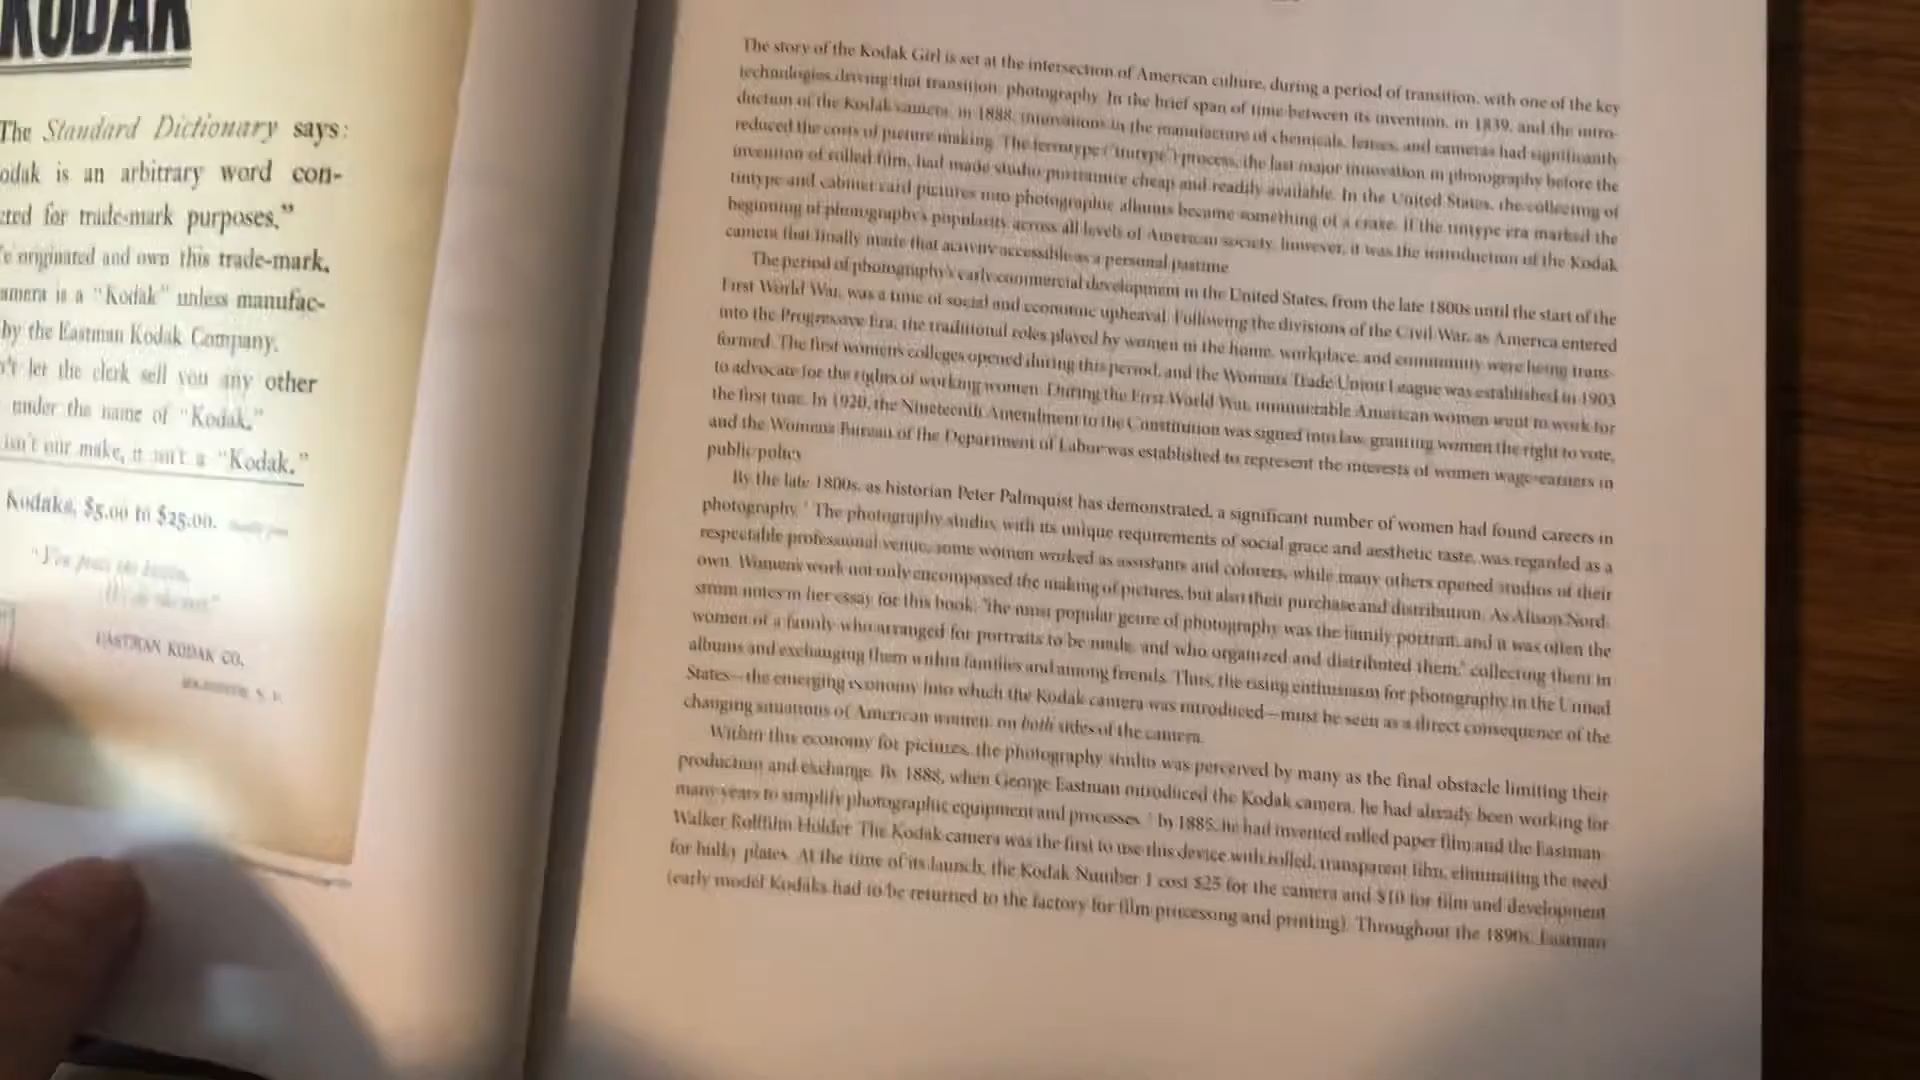 KODAK
The Standard Dictionary says:
odak is an arbitrary word con-
cted for trade-mark purposes."
e originated and own this trade-mark.
amera is a "Kodak" unless manufac-
by the Eastman Kodak Company.
't let the clerk sell you any other
under the name of "Kodak."
isn't our make, it isn't a "Kodak."
Kodaks, $5.00 to $25.00.
"You press the button,
EASTMAN KODAK CO.
ROCHESTER, N. Y.
The story of the Kodak Girl is set at the intersection of American culture, during a period of transition, with one of the key
technologies driving that transition: photography. In the brief span of time between its invention, in 1839, and the intro-
duction of the Kodak camera, in 1888, innovations in the manufacture of chemicals, lenses, and cameras had significantly
reduced the costs of picture making. The ferrotype ("tintype") process, the last major innovation in photography before the
invention of rolled film, had made studio portraiture cheap and readily available. In the United States, the collecting of
tintype and cabinet card pictures into photographic albums became something of a craze. If the tintype era marked the
beginning of photography's popularity across all levels of American society, however, it was the introduction of the Kodak
camera that finally made that activity accessible as a personal pastime.
The period of photography's early commercial development in the United States, from the late 1800s until the start of the
First World War, was a time of social and economic upheaval. Following the divisions of the Civil War, as America entered
into the Progressive Era, the traditional roles played by women in the home, workplace, and community were being trans-
formed. The first women's colleges opened during this period, and the Womans Trade Union League was established in 1903
to advocate for the rights of working women. During the First World War, innumerable American women went to work for
the first time. In 1920, the Nineteenth Amendment to the Constitution was signed into law, granting women the right to vote,
and the Womens Bureau of the Department of Labor was established to represent the interests of women wage-earners in
public policy.
By the late 1800s, as historian Peter Palmquist has demonstrated, a significant number of women had found careers in
photography. The photography studio, with its unique requirements of social grace and aesthetic taste, was regarded as a
respectable professional venue; some women worked as assistants and colorers, while many others opened studios of their
own. Women's work not only encompassed the making of pictures, but also their purchase and distribution. As Alison Nord-
strom notes in her essay for this book, "the most popular genre of photography was the family portrait, and it was often the
women of a family who arranged for portraits to be made, and who organized and distributed them," collecting them in
albums and exchanging them within families and among friends. Thus, the rising enthusiasm for photography in the United
States—the emerging economy into which the Kodak camera was introduced—must be seen as a direct consequence of the
changing situations of American women, on both sides of the camera.
Within this economy for pictures, the photography studio was perceived by many as the final obstacle limiting their
production and exchange. By 1888, when George Eastman introduced the Kodak camera, he had already been working for
many years to simplify photographic equipment and processes. by 1885, he had invented rolled paper film and the Eastman-
Walker Rollfilm Holder. The Kodak camera was the first to use this device with rolled, transparent film, eliminating the need
for bulky plates. At the time of its launch, the Kodak Number 1 cost $25 for the camera and $10 for film and development
(early model Kodaks had to be returned to the factory for film processing and printing). Throughout the 1890s, Eastman